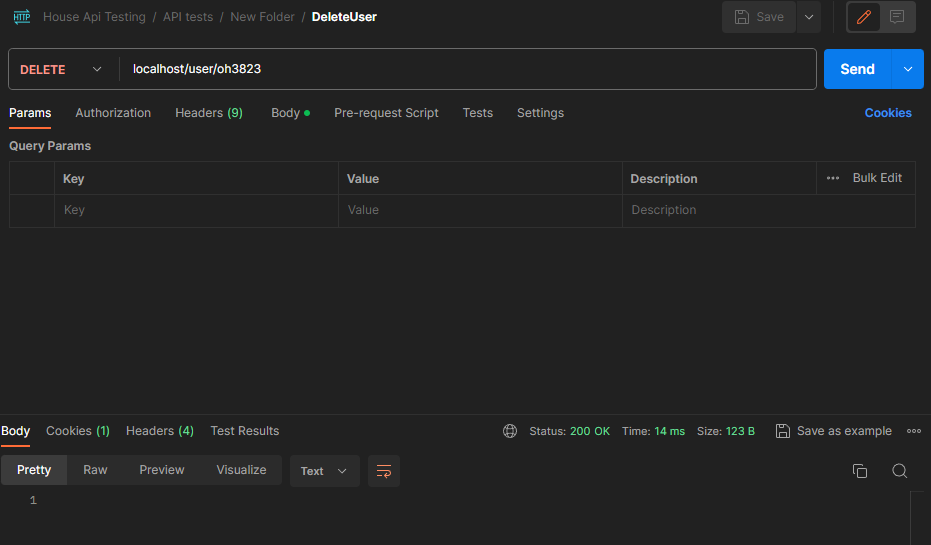 HTTP House Api Testing / API tests / New Folder / DeleteUser Save
DELETE localhost/user/oh3823 Send
Params Authorization Headers (9) Body Pre-request Script Tests Settings Cookies
Query Params
Key Value Description ••• Bulk Edit
Key Value Description
Body Cookies (1) Headers (4) Test Results Status: 200 OK Time: 14 ms Size: 123 B Save as example
Pretty Raw Preview Visualize Text
1